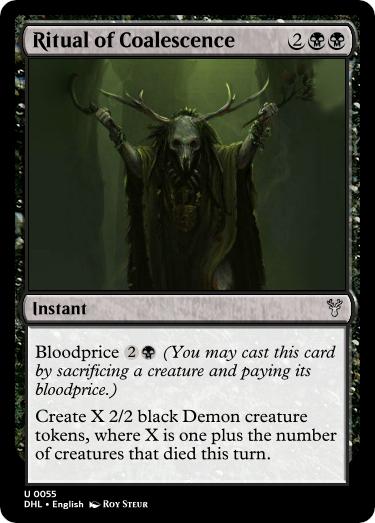 Ritual of Coalescence 2
Instant
Bloodprice 2 (You may cast this card
by sacrificing a creature and paying its
bloodprice.)
Create X 2/2 black Demon creature
tokens, where X is one plus the number
of creatures that died this turn.
U 0055
DHL • English Roy Steur